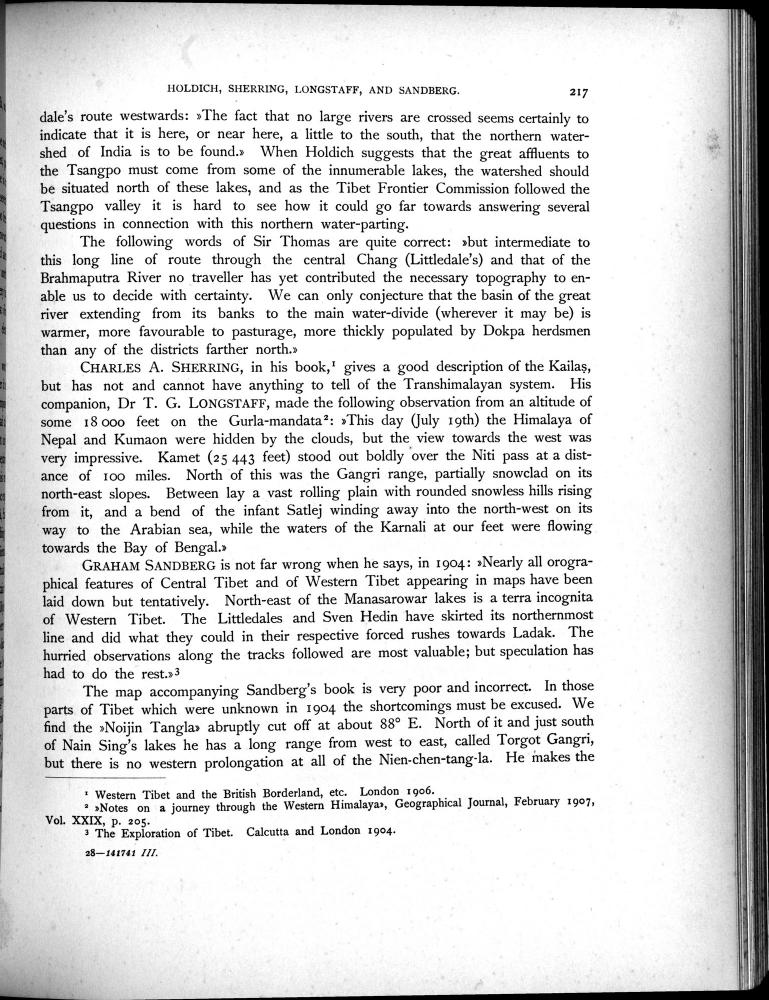 HOLDICH, SHERRING, LONGSTAFF, AND SANDBERG. 217
dale's route westwards: »The fact that no large rivers are crossed seems certainly to
indicate that it is here, or near here, a little to the south, that the northern water-
shed of India is to be found.» When Holdich suggests that the great affluents to
the Tsangpo must come from some of the innumerable lakes, the watershed should
be situated north of these lakes, and as the Tibet Frontier Commission followed the
Tsangpo valley it is hard to see how it could go far towards answering several
questions in connection with this northern water-parting.
The following words of Sir Thomas are quite correct: »but intermediate to
this long line of route through the central Chang (Littledale's) and that of the
Brahmaputra River no traveller has yet contributed the necessary topography to en-
able us to decide with certainty. We can only conjecture that the basin of the great
river extending from its banks to the main water-divide (wherever it may be) is
warmer, more favourable to pasturage, more thickly populated by Dokpa herdsmen
than any of the districts farther north.»
CHARLES A. SHERRING, in his book,¹ gives a good description of the Kailaṣ,
but has not and cannot have anything to tell of the Transhimalayan system. His
companion, Dr T. G. LONGSTAFF, made the following observation from an altitude of
some 18 000 feet on the Gurla-mandata²: »This day (July 19th) the Himalaya of
Nepal and Kumaon were hidden by the clouds, but the view towards the west was
very impressive. Kamet (25 443 feet) stood out boldly over the Niti pass at a dist-
ance of 100 miles. North of this was the Gangri range, partially snowclad on its
north-east slopes. Between lay a vast rolling plain with rounded snowless hills rising
from it, and a bend of the infant Satlej winding away into the north-west on its
way to the Arabian sea, while the waters of the Karnali at our feet were flowing
towards the Bay of Bengal.»
GRAHAM SANDBERG is not far wrong when he says, in 1904: »Nearly all orogra-
phical features of Central Tibet and of Western Tibet appearing in maps have been
laid down but tentatively. North-east of the Manasarowar lakes is a terra incognita
of Western Tibet. The Littledales and Sven Hedin have skirted its northernmost
line and did what they could in their respective forced rushes towards Ladak. The
hurried observations along the tracks followed are most valuable; but speculation has
had to do the rest.»³
The map accompanying Sandberg's book is very poor and incorrect. In those
parts of Tibet which were unknown in 1904 the shortcomings must be excused. We
find the »Noijin Tangla» abruptly cut off at about 88° E. North of it and just south
of Nain Sing's lakes he has a long range from west to east, called Torgot Gangri,
but there is no western prolongation at all of the Nien-chen-tang-la. He makes the
¹ Western Tibet and the British Borderland, etc. London 1906.
² »Notes on a journey through the Western Himalaya», Geographical Journal, February 1907,
Vol. XXIX, p. 205.
³ The Exploration of Tibet. Calcutta and London 1904.
28—141741 III.